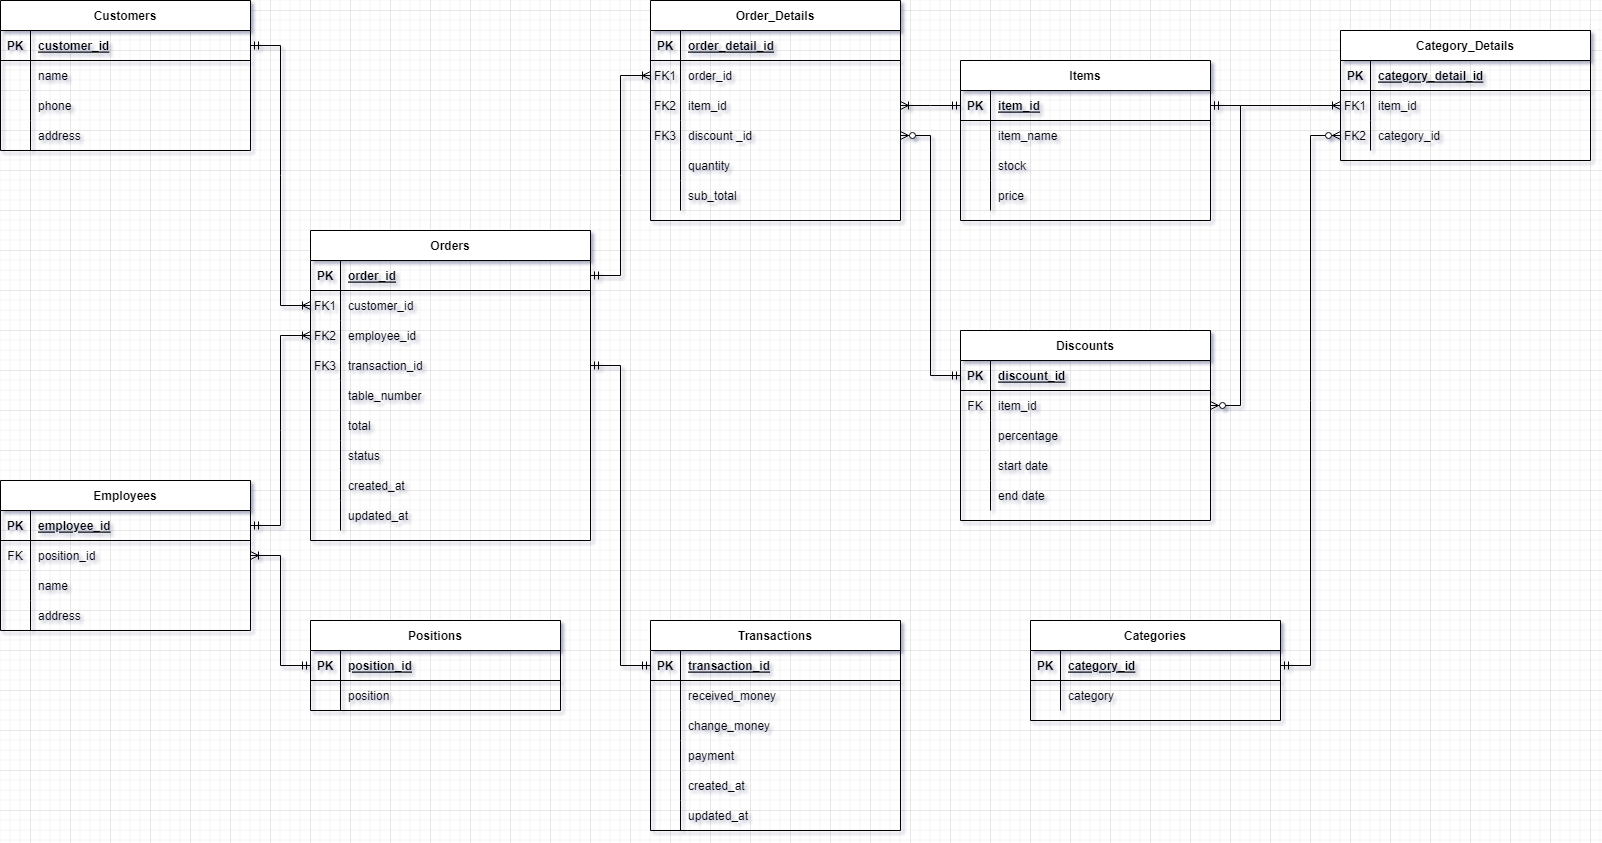 Customers
PK customer_id
name
phone
address
Order_Details
PK order_detail_id
FK1 order_id
FK2 item_id
FK3 discount _id
quantity
sub_total
Items
PK item_id
item_name
stock
price
Category_Details
PK category_detail_id
FK1 item_id
FK2 category_id
Orders
PK order_id
FK1 customer_id
FK2 employee_id
FK3 transaction_id
table_number
total
status
created_at
updated_at
Discounts
PK discount_id
FK item_id
percentage
start date
end date
Employees
PK employee_id
FK position_id
name
address
Positions
PK position_id
position
Transactions
PK transaction_id
received_money
change_money
payment
created_at
updated_at
Categories
PK category_id
category